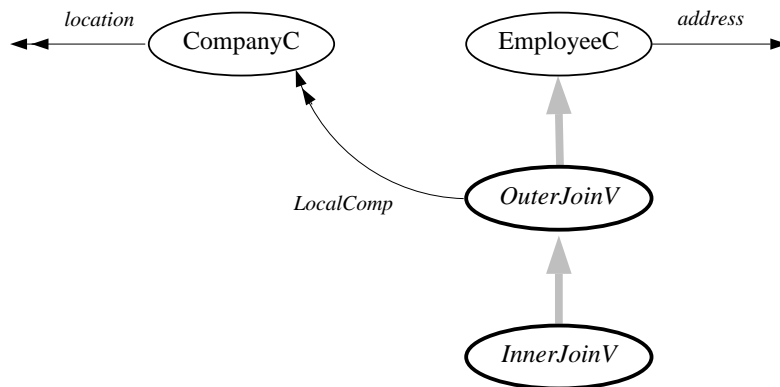 location
CompanyC
EmployeeC
address
LocalComp
OuterJoinV
InnerJoinV